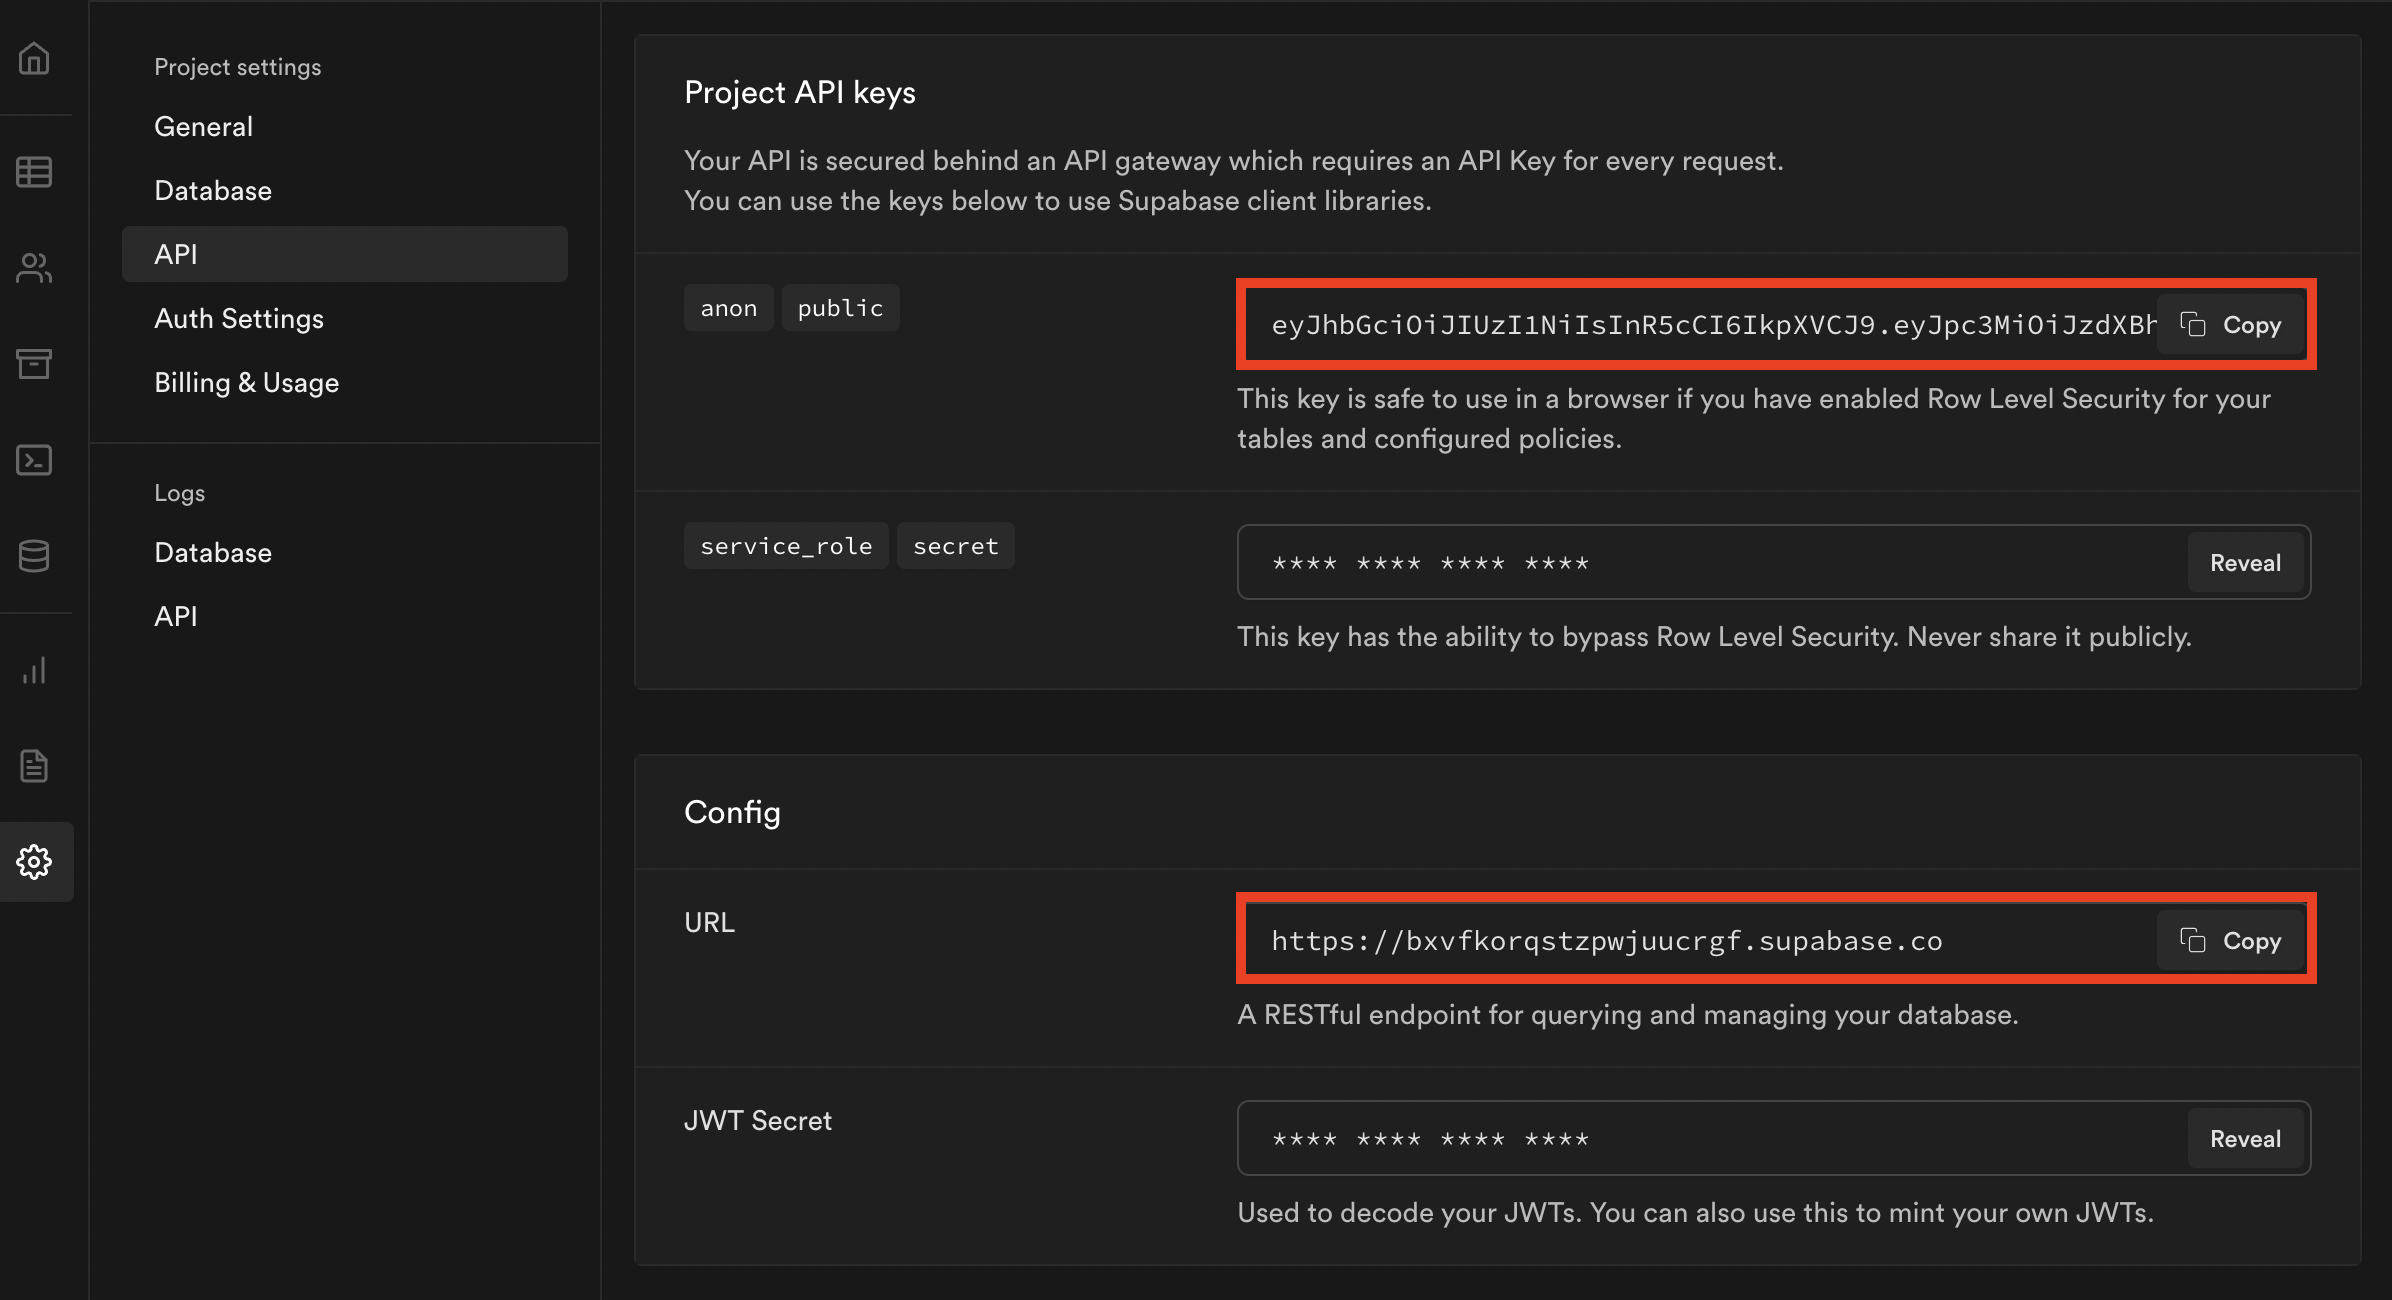 Project settings
General
Database
API
Auth Settings
Billing & Usage
Logs
Database
API
Project API keys
Your API is secured behind an API gateway which requires an API Key for every request.
You can use the keys below to use Supabase client libraries.
anon public
eyJhbGciOiJIUzI1NiIsInR5cCI6IkpXVCJ9.eyJpc3MiOiJzdXBh Copy
This key is safe to use in a browser if you have enabled Row Level Security for your
tables and configured policies.
service_role secret
**** **** **** **** Reveal
This key has the ability to bypass Row Level Security. Never share it publicly.
Config
URL
https://bxvfkorqstzpwjuucrgf.supabase.co Copy
A RESTful endpoint for querying and managing your database.
JWT Secret
**** **** **** **** Reveal
Used to decode your JWTs. You can also use this to mint your own JWTs.